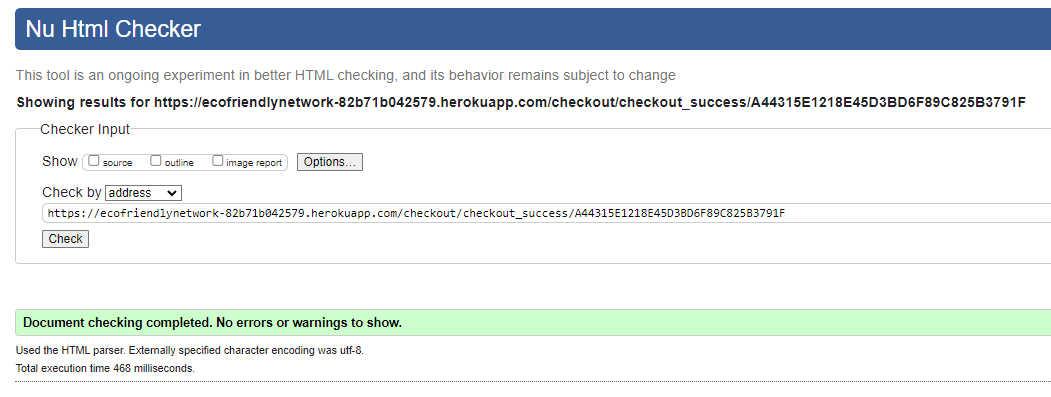 Nu Html Checker
This tool is an ongoing experiment in better HTML checking, and its behavior remains subject to change
Showing results for https://ecofriendlynetwork-82b71b042579.herokuapp.com/checkout/checkout_success/A44315E1218E45D3BD6F89C825B3791F
Checker Input
Show source outline image report Options...
Check by address
https://ecofriendlynetwork-82b71b042579.herokuapp.com/checkout/checkout_success/A44315E1218E45D3BD6F89C825B3791F
Check
Document checking completed. No errors or warnings to show.
Used the HTML parser. Externally specified character encoding was utf-8.
Total execution time 468 milliseconds.